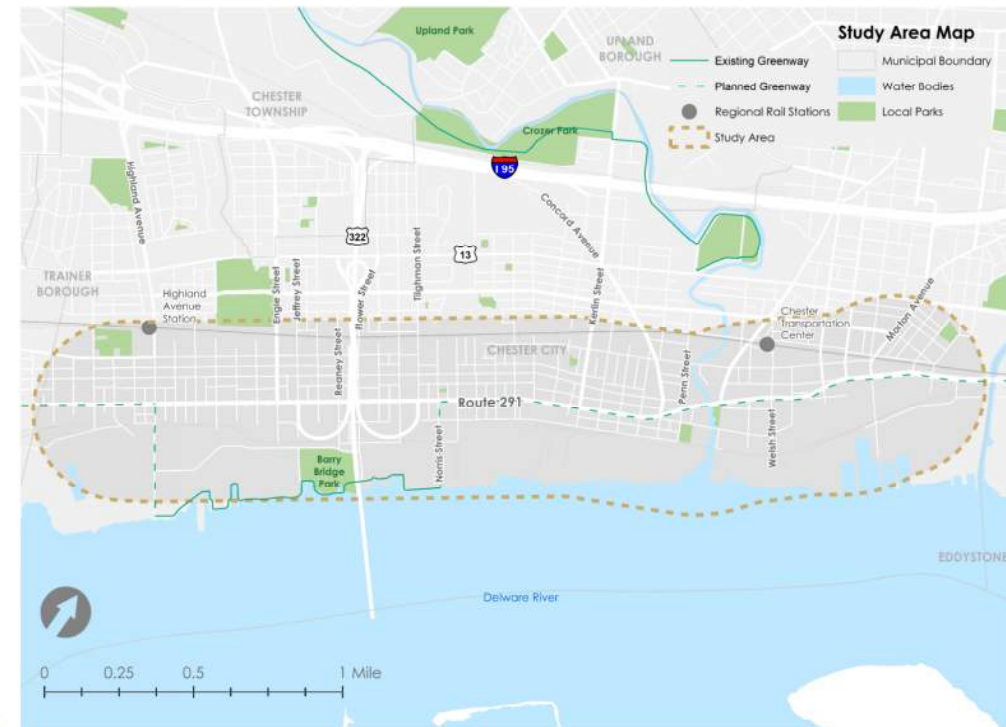 Study Area Map
Existing Greenway
Planned Greenway
Regional Rail Stations
Study Area
Municipal Boundary
Water Bodies
Local Parks
Upland Park
UPLAND
BOROUGH
CHESTER
TOWNSHIP
Crozer Park
I-95
Highland Avenue
322
13
Concord Avenue
Tilghman Street
Kerlin Street
TRAINER
BOROUGH
Highland
Avenue
Station
Engle Street
Jeffrey Street
Flower Street
Reaney Street
CHESTER CITY
Chester
Transportation
Center
Morton Avenue
Penn Street
Route 291
Norris Street
Welsh Street
Barry
Bridge
Park
EDDYSTONE
Delware River
0 0.25 0.5 1 Mile